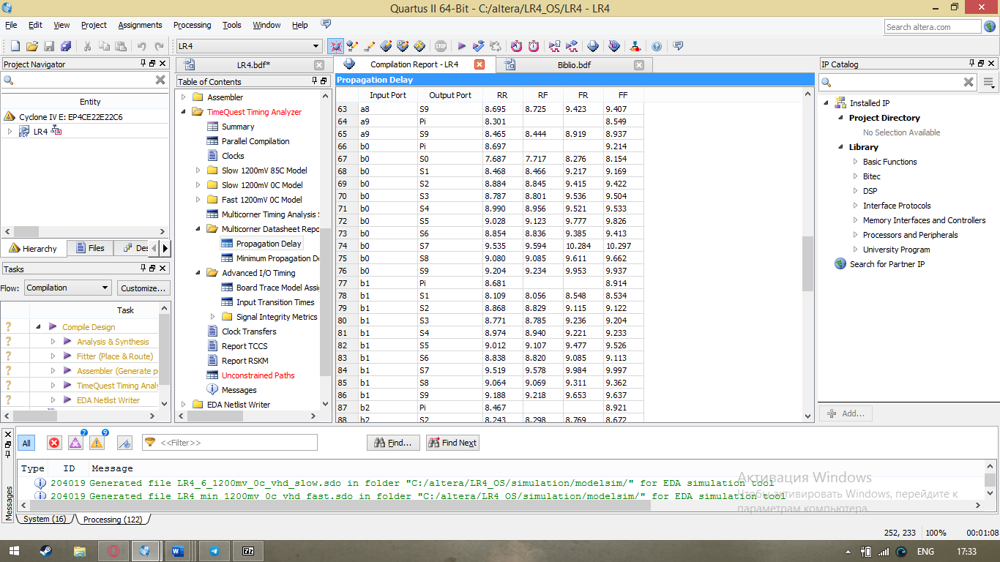 Quartus II 64-Bit - C:/altera/LR4_OS/LR4 - LR4
File Edit View Project Assignments Processing Tools Window Help
Search altera.com
LR4
Project Navigator
Entity
Cyclone IV E: EP4CE22E22C6
LR4
Hierarchy Files
Tasks
Flow: Compilation Customize...
Task
Compile Design
Analysis & Synthesis
Fitter (Place & Route)
Assembler (Generate p
TimeQuest Timing Analy
EDA Netlist Writer
LR4.bdf*
Compilation Report - LR4
Biblio.bdf
Table of Contents
Assembler
TimeQuest Timing Analyzer
Summary
Parallel Compilation
Clocks
Slow 1200mV 85C Model
Slow 1200mV 0C Model
Fast 1200mV 0C Model
Multicorner Timing Analysis S
Multicorner Datasheet Repo
Propagation Delay
Minimum Propagation De
Advanced I/O Timing
Board Trace Model Assig
Input Transition Times
Signal Integrity Metrics
Clock Transfers
Report TCCS
Report RSKM
Unconstrained Paths
Messages
EDA Netlist Writer
Propagation Delay
Input Port Output Port RR RF FR FF
63 a8 S9 8.695 8.725 9.423 9.407
64 a9 Pi 8.301 8.549
65 a9 S9 8.465 8.444 8.919 8.937
66 b0 Pi 8.697 9.214
67 b0 S0 7.687 7.717 8.276 8.154
68 b0 S1 8.468 8.466 9.217 9.169
69 b0 S2 8.884 8.845 9.415 9.422
70 b0 S3 8.787 8.801 9.536 9.504
71 b0 S4 8.990 8.956 9.521 9.533
72 b0 S5 9.028 9.123 9.777 9.826
73 b0 S6 8.854 8.836 9.385 9.413
74 b0 S7 9.535 9.594 10.284 10.297
75 b0 S8 9.080 9.085 9.611 9.662
76 b0 S9 9.204 9.234 9.953 9.937
77 b1 Pi 8.681 8.914
78 b1 S1 8.109 8.056 8.548 8.534
79 b1 S2 8.868 8.829 9.115 9.122
80 b1 S3 8.771 8.785 9.236 9.204
81 b1 S4 8.974 8.940 9.221 9.233
82 b1 S5 9.012 9.107 9.477 9.526
83 b1 S6 8.838 8.820 9.085 9.113
84 b1 S7 9.519 9.578 9.984 9.997
85 b1 S8 9.064 9.069 9.311 9.362
86 b1 S9 9.188 9.218 9.653 9.637
87 b2 Pi 8.467 8.921
88 b2 S2 8.243 8.298 8.769 8.672
IP Catalog
Installed IP
Project Directory
No Selection Available
Library
Basic Functions
Bitec
DSP
Interface Protocols
Memory Interfaces and Controllers
Processors and Peripherals
University Program
Search for Partner IP
Add...
Messages
All 2 9 <<Filter>> Find... Find Next
Type ID Message
204019 Generated file LR4_6_1200mv_0c_vhd_slow.sdo in folder "C:/altera/LR4_OS/simulation/modelsim/" for EDA simulation tool
204019 Generated file LR4_min_1200mv_0c_vhd_fast.sdo in folder "C:/altera/LR4_OS/simulation/modelsim/" for EDA simulation tool
System (16) Processing (122)
Активация Windows
Чтобы активировать Windows, перейдите к
параметрам компьютера.
252, 233 100% 00:01:08
ENG 17:33